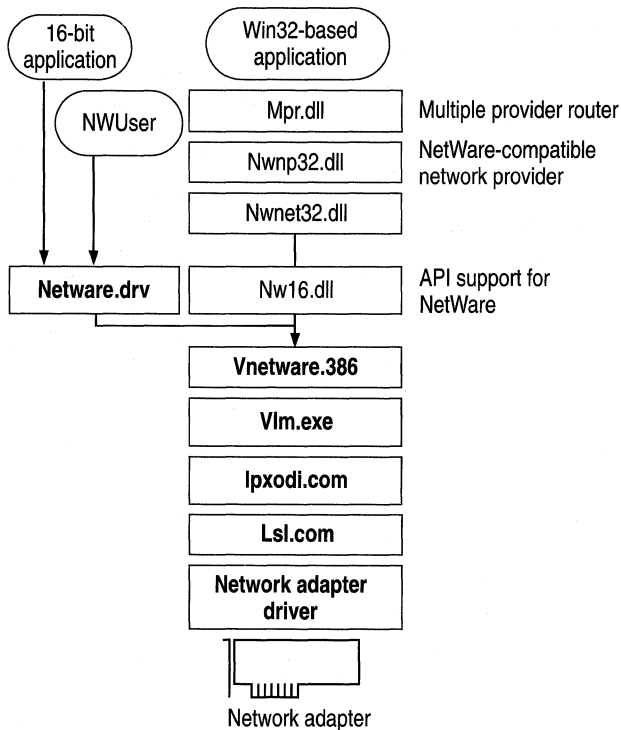 16-bit
application
Win32-based
application
NWUser
Mpr.dll
Multiple provider router
Nwnp32.dll
NetWare-compatible
network provider
Nwnet32.dll
Netware.drv
Nw16.dll
API support for
NetWare
Vnetware.386
Vlm.exe
Ipxodi.com
Lsl.com
Network adapter
driver
Network adapter